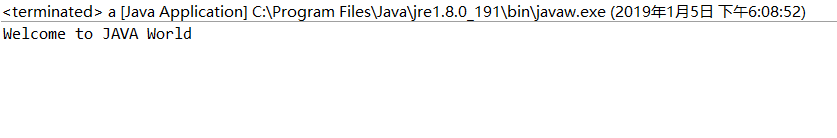 <terminated> a [Java Application] C:\Program Files\Java\jre1.8.0_191\bin\javaw.exe (2019年1月5日 下午6:08:52)
Welcome to JAVA World